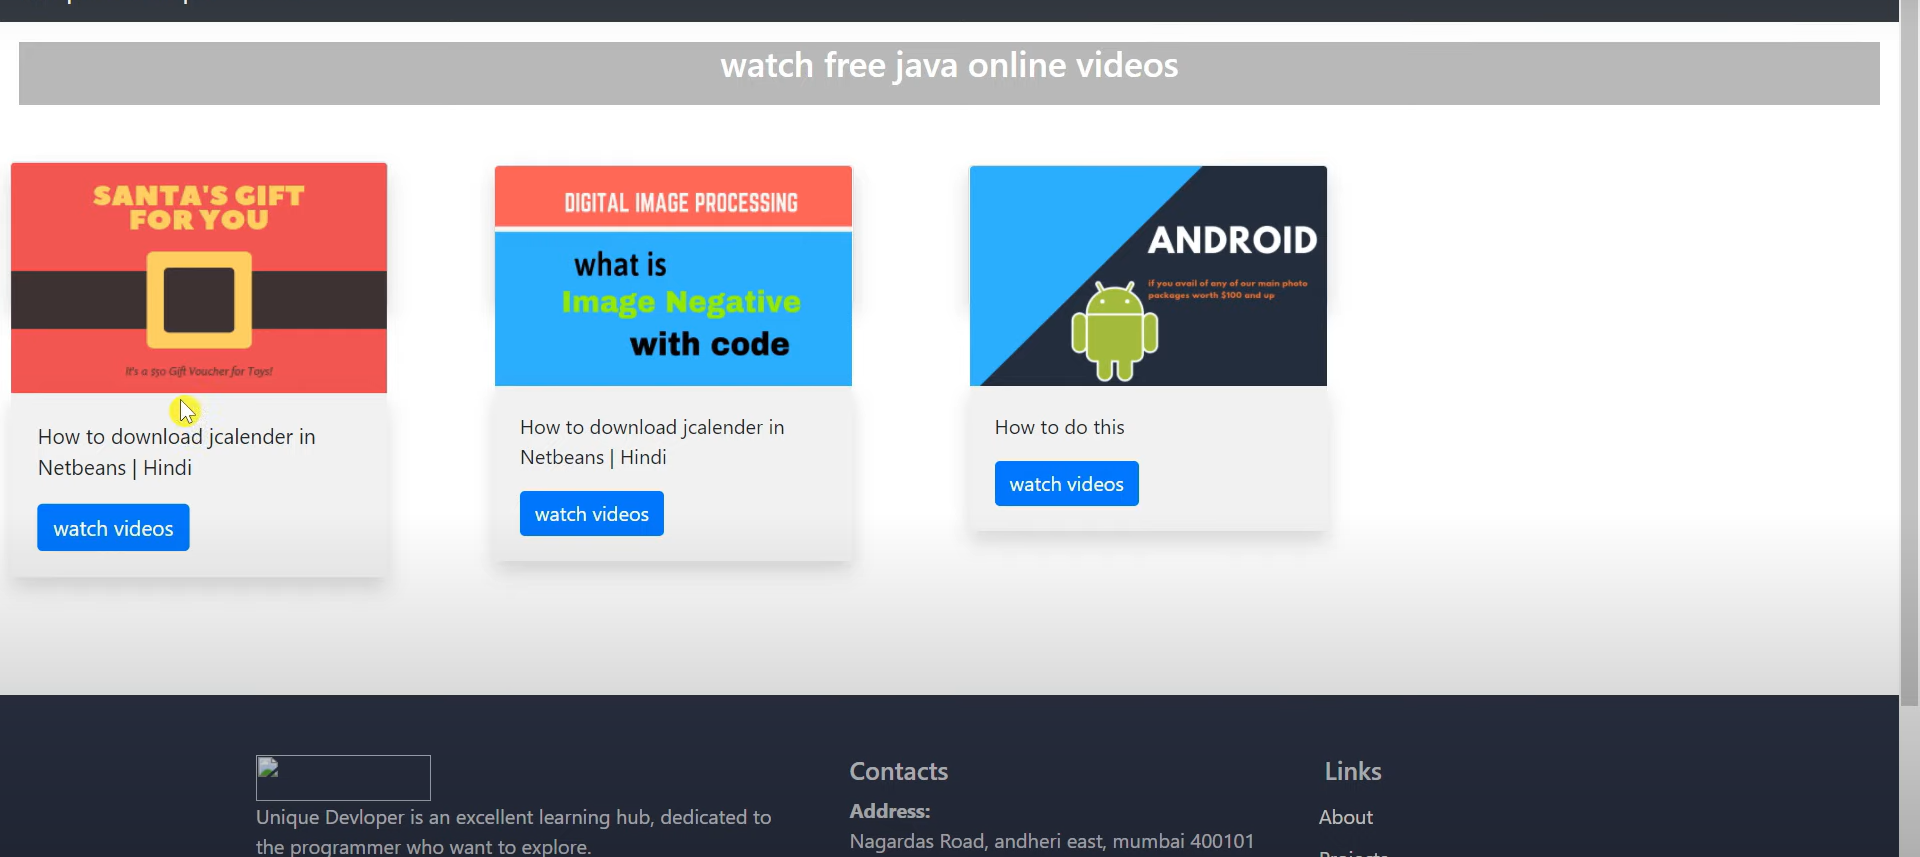 watch free java online videos
SANTA'S GIFT
FOR YOU
It's a $50 Gift Voucher for Toys!
How to download jcalender in
Netbeans | Hindi
watch videos
DIGITAL IMAGE PROCESSING
what is
Image Negative
with code
How to download jcalender in
Netbeans | Hindi
watch videos
ANDROID
if you avail of any of our main photo
packages worth $100 and up
How to do this
watch videos
Unique Devloper is an excellent learning hub, dedicated to
the programmer who want to explore.
Contacts
Address:
Nagardas Road, andheri east, mumbai 400101
Links
About
Projects